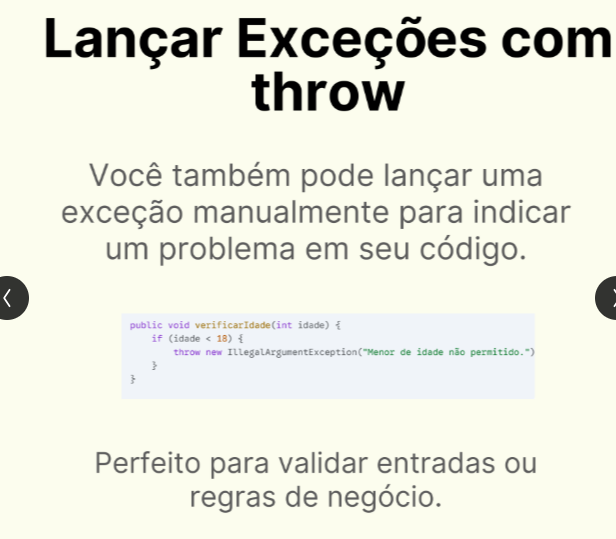 Lançar Exceções com
throw
Você também pode lançar uma
exceção manualmente para indicar
um problema em seu código.
public void verificarIdade(int idade) {
if (idade < 18) {
throw new IllegalArgumentException("Menor de idade não permitido.")
}
}
Perfeito para validar entradas ou
regras de negócio.